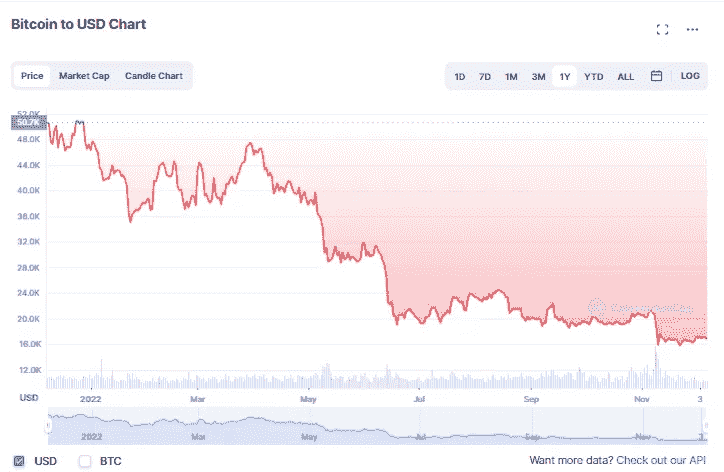 Bitcoin to USD Chart
Price Market Cap Candle Chart
1D 7D 1M 3M 1Y YTD ALL LOG
52.0K
50.7K
48.0K
44.0K
40.0K
36.0K
32.0K
28.0K
24.0K
20.0K
16.0K
12.0K
USD 2022 Mar May Jul Sep Nov 3
2022 Mar May Jul Sep Nov 3
USD BTC
Want more data? Check out our API